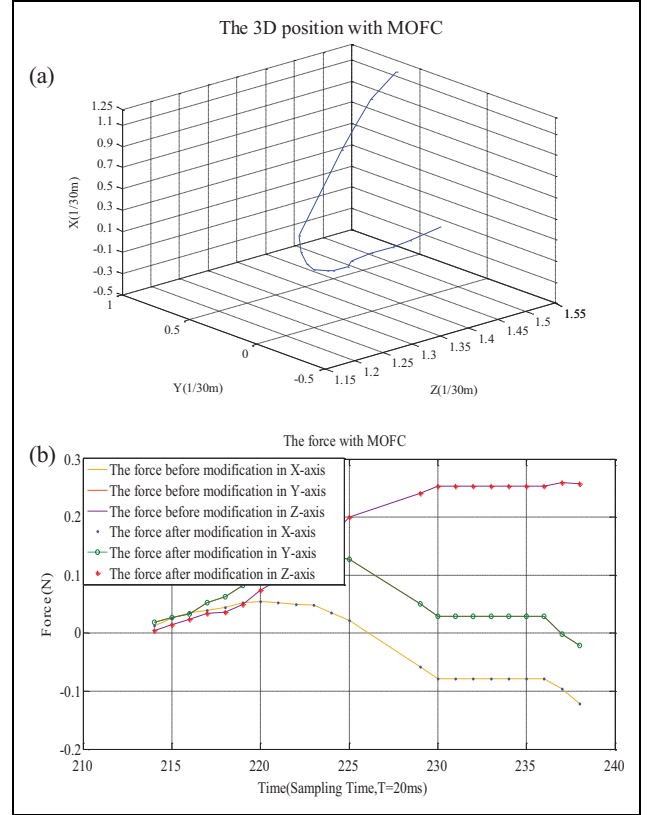 The 3D position with MOFC
(a)
1.25
1.1
0.9
0.7
0.5
0.3
0.1
-0.1
-0.3
-0.5
X(1/30m)
1
0.5
0
-0.5
Y(1/30m)
1.15
1.2
1.25
1.3
1.35
1.4
1.45
1.5
1.55
Z(1/30m)
(b)
The force with MOFC
The force before modification in X-axis
The force before modification in Y-axis
The force before modification in Z-axis
The force after modification in X-axis
The force after modification in Y-axis
The force after modification in Z-axis
0.3
0.2
0.1
0
-0.1
-0.2
Force(N)
210 215 220 225 230 235 240
Time(Sampling Time,T=20ms)